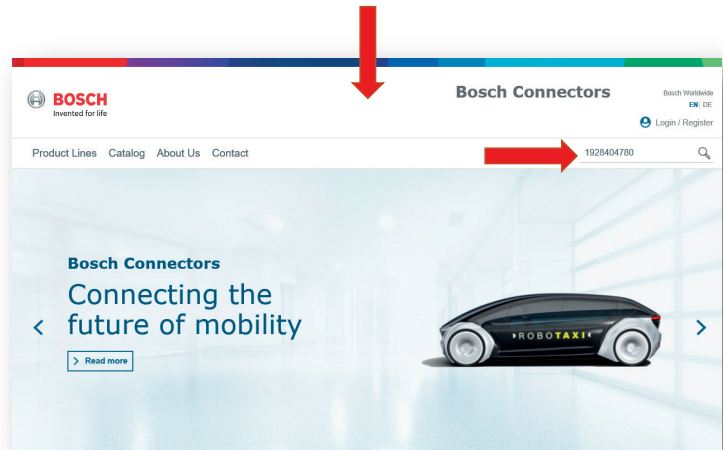 BOSCH
Invented for life
Bosch Connectors
Bosch Worldwide
EN | DE
Login / Register
Product Lines Catalog About Us Contact
1928404780
Bosch Connectors
Connecting the
future of mobility
Read more
ROBOTAXI